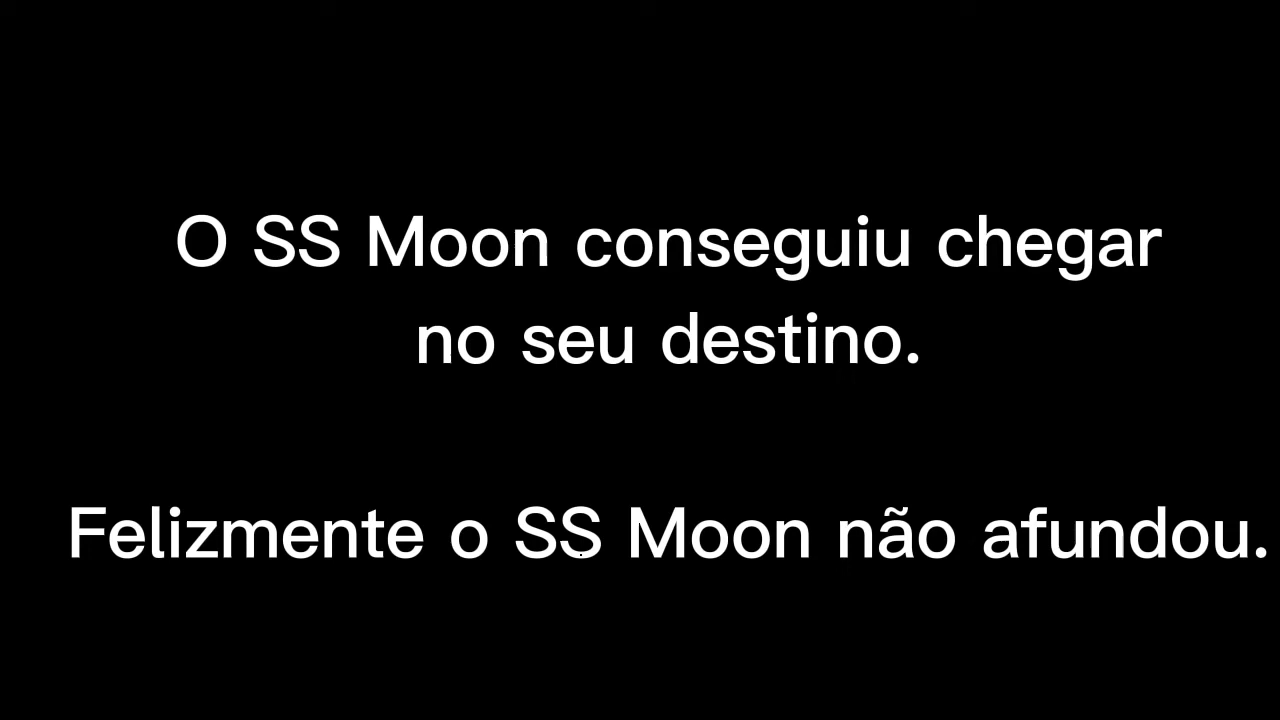 O SS Moon conseguiu chegar
no seu destino.
Felizmente o SS Moon não afundou.